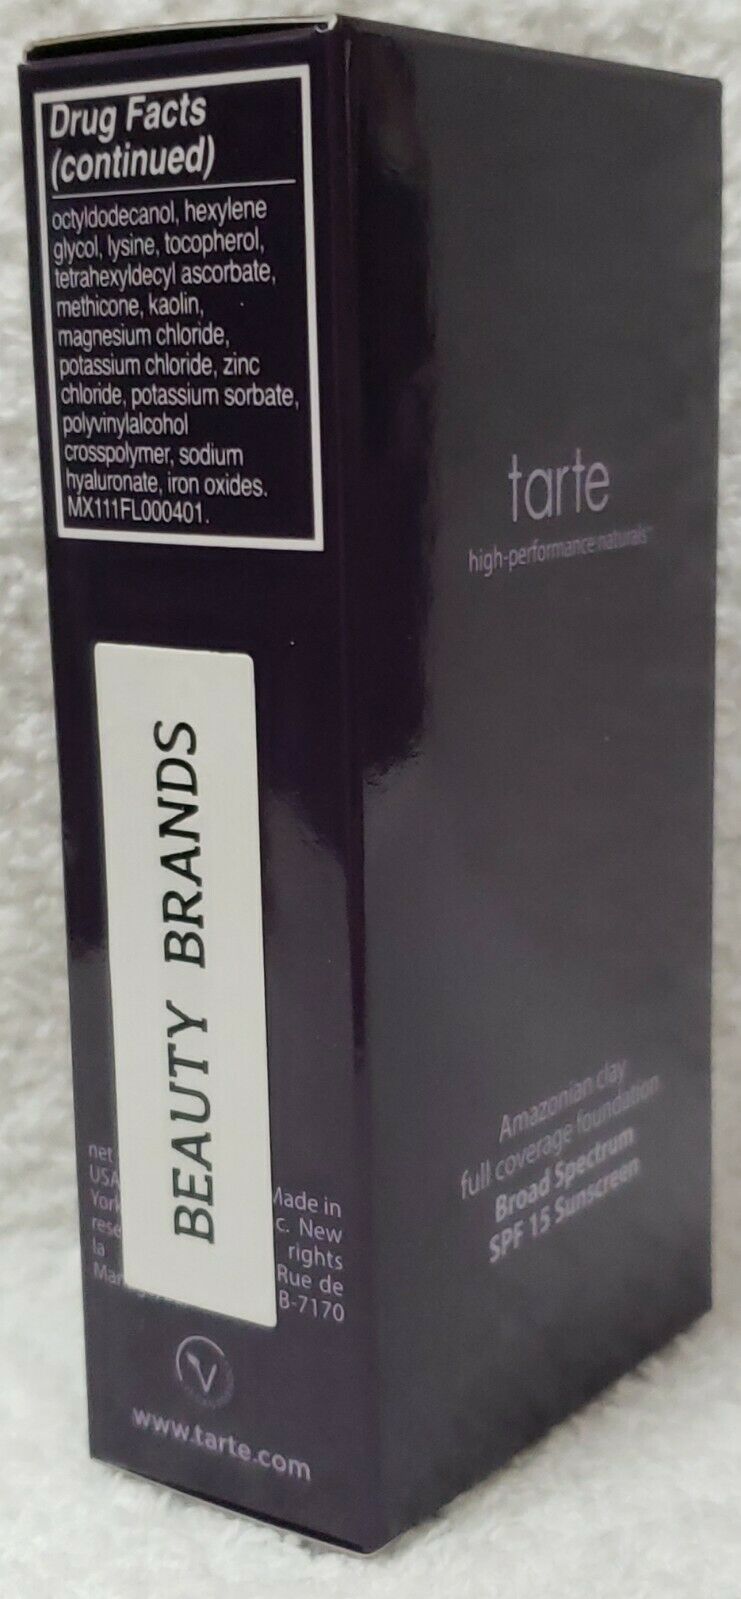 Drug Facts
(continued)
octyldodecanol, hexylene
glycol, lysine, tocopherol,
tetrahexyldecyl ascorbate,
methicone, kaolin,
magnesium chloride,
potassium chloride, zinc
chloride, potassium sorbate,
polyvinylalcohol
crosspolymer, sodium
hyaluronate, iron oxides.
MX111FL000401.
BEAUTY BRANDS
net
USA Made in
New
rights
la Rue de
B-7170
www.tarte.com
tarte
high-performance naturals™
Amazonian clay
full coverage foundation
Broad Spectrum
SPF 15 Sunscreen